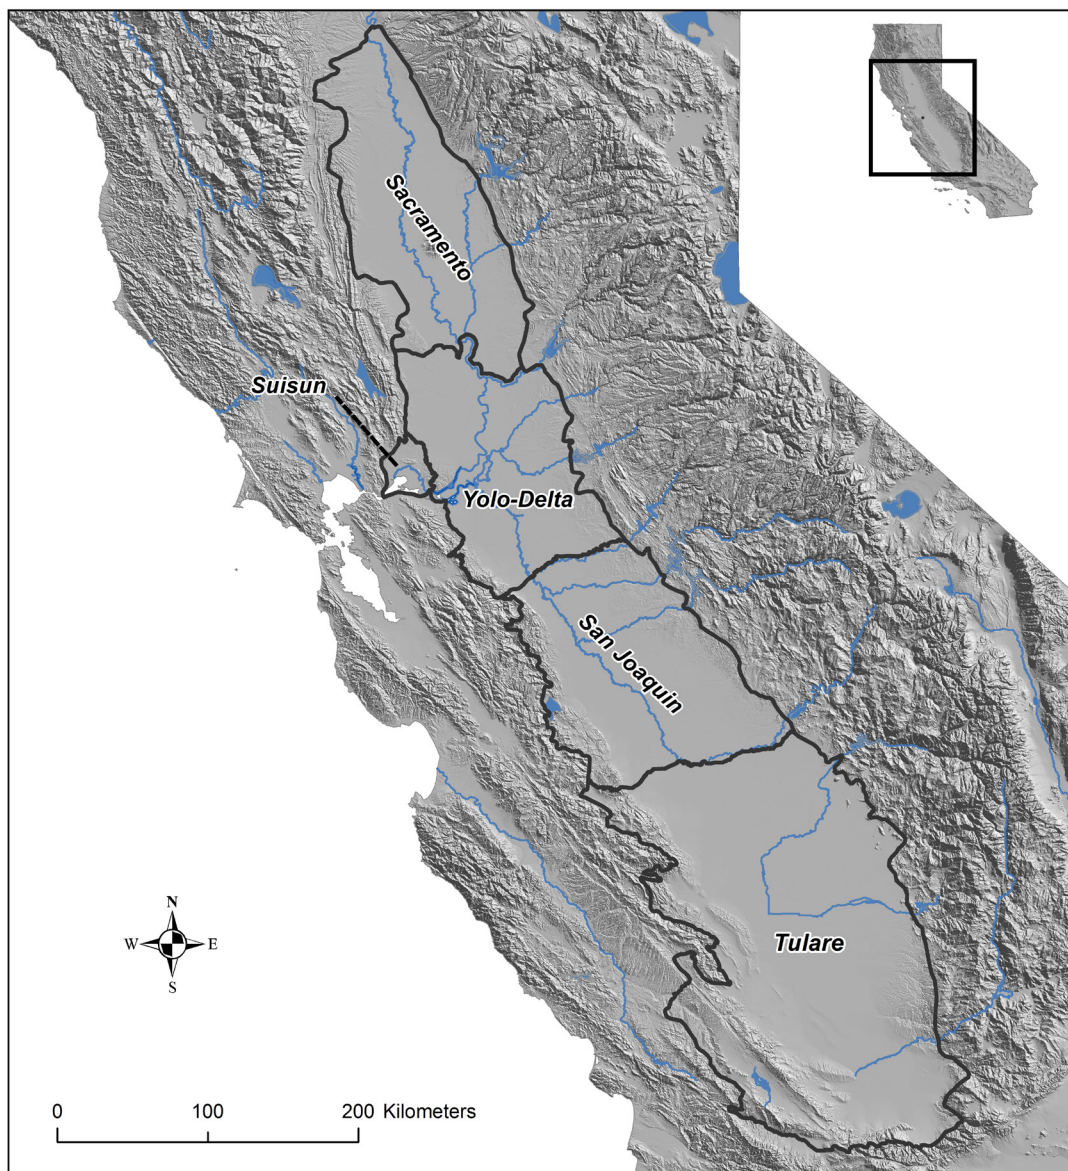 Sacramento
Suisun
Yolo-Delta
San Joaquin
Tulare
N
W
E
S
0
100
200 Kilometers